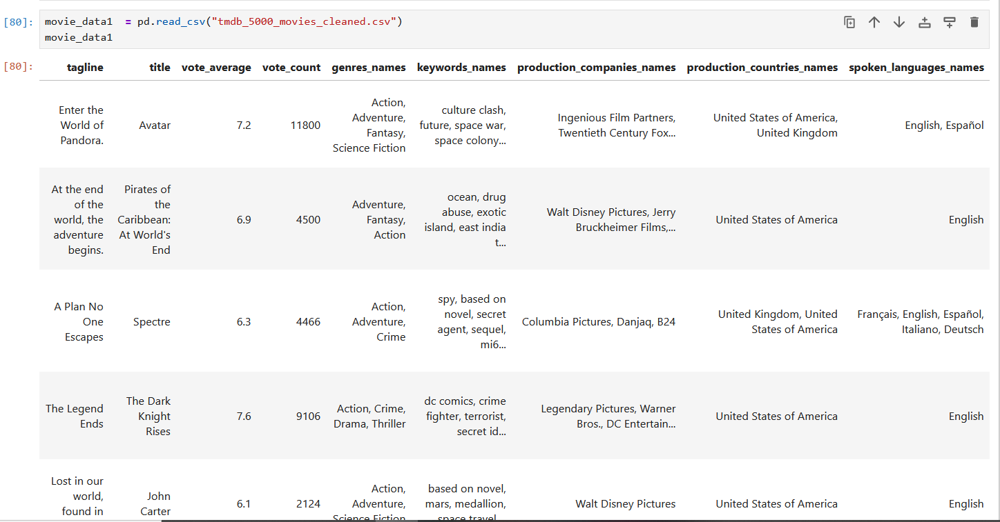 [80]: movie_data1 = pd.read_csv("tmdb_5000_movies_cleaned.csv")
movie_data1
[80]: tagline title vote_average vote_count genres_names keywords_names production_companies_names production_countries_names spoken_languages_names
Enter the
World of
Pandora.
Avatar
7.2
11800
Action,
Adventure,
Fantasy,
Science Fiction
culture clash,
future, space war,
space colony...
Ingenious Film Partners,
Twentieth Century Fox...
United States of America,
United Kingdom
English, Español
At the end
of the
world, the
adventure
begins.
Pirates of
the
Caribbean:
At World's
End
6.9
4500
Adventure,
Fantasy,
Action
ocean, drug
abuse, exotic
island, east india
t...
Walt Disney Pictures, Jerry
Bruckheimer Films,...
United States of America
English
A Plan No
One
Escapes
Spectre
6.3
4466
Action,
Adventure,
Crime
spy, based on
novel, secret
agent, sequel,
mi6...
Columbia Pictures, Danjaq, B24
United Kingdom, United
States of America
Français, English, Español,
Italiano, Deutsch
The Legend
Ends
The Dark
Knight
Rises
7.6
9106
Action, Crime,
Drama, Thriller
dc comics, crime
fighter, terrorist,
secret id...
Legendary Pictures, Warner
Bros., DC Entertain...
United States of America
English
Lost in our
world,
found in
John
Carter
6.1
2124
Action,
Adventure,
Science Fiction
based on novel,
mars, medallion,
space travel
Walt Disney Pictures
United States of America
English